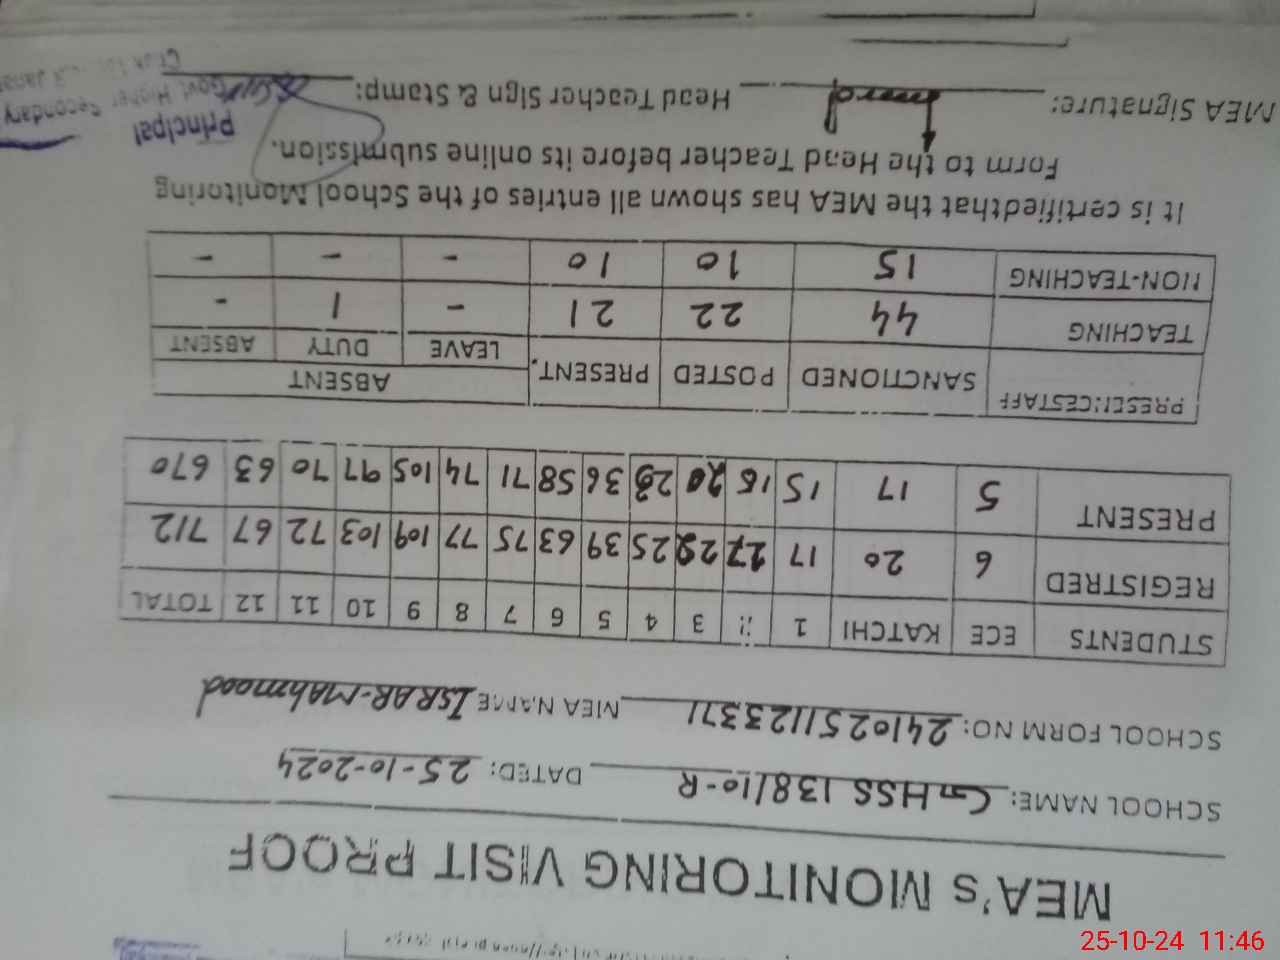 MEA's MONITORING VISIT PROOF
SCHOOL NAME: GHSS 138/10-R DATED: 25-10-2024
SCHOOL FORM NO: 2410251123371 MEA NAME ISRAR-MAhmood
STUDENTS ECE KATCHI 1 3 4 5 6 7 8 9 10 11 12 TOTAL
REGISTRED 6 20 17 17 22 25 39 63 75 77 109 103 72 67 712
PRESENT 5 17 15 16 20 23 36 58 71 74 105 97 70 63 670
PRESENCESTAFF SANCTIONED POSTED PRESENT ABSENT
LEAVE DUTY ABSENT
TEACHING 44 22 21 - 1 -
NON-TEACHING 15 10 10 - - -
It is certifiedthat the MEA has shown all entries of the School Monitoring
Form to the Head Teacher before its online submission.
MEA Signature: Head Teacher Sign & Stamp:
Principal
Govt. Higher Secondary
25-10-24 11:46